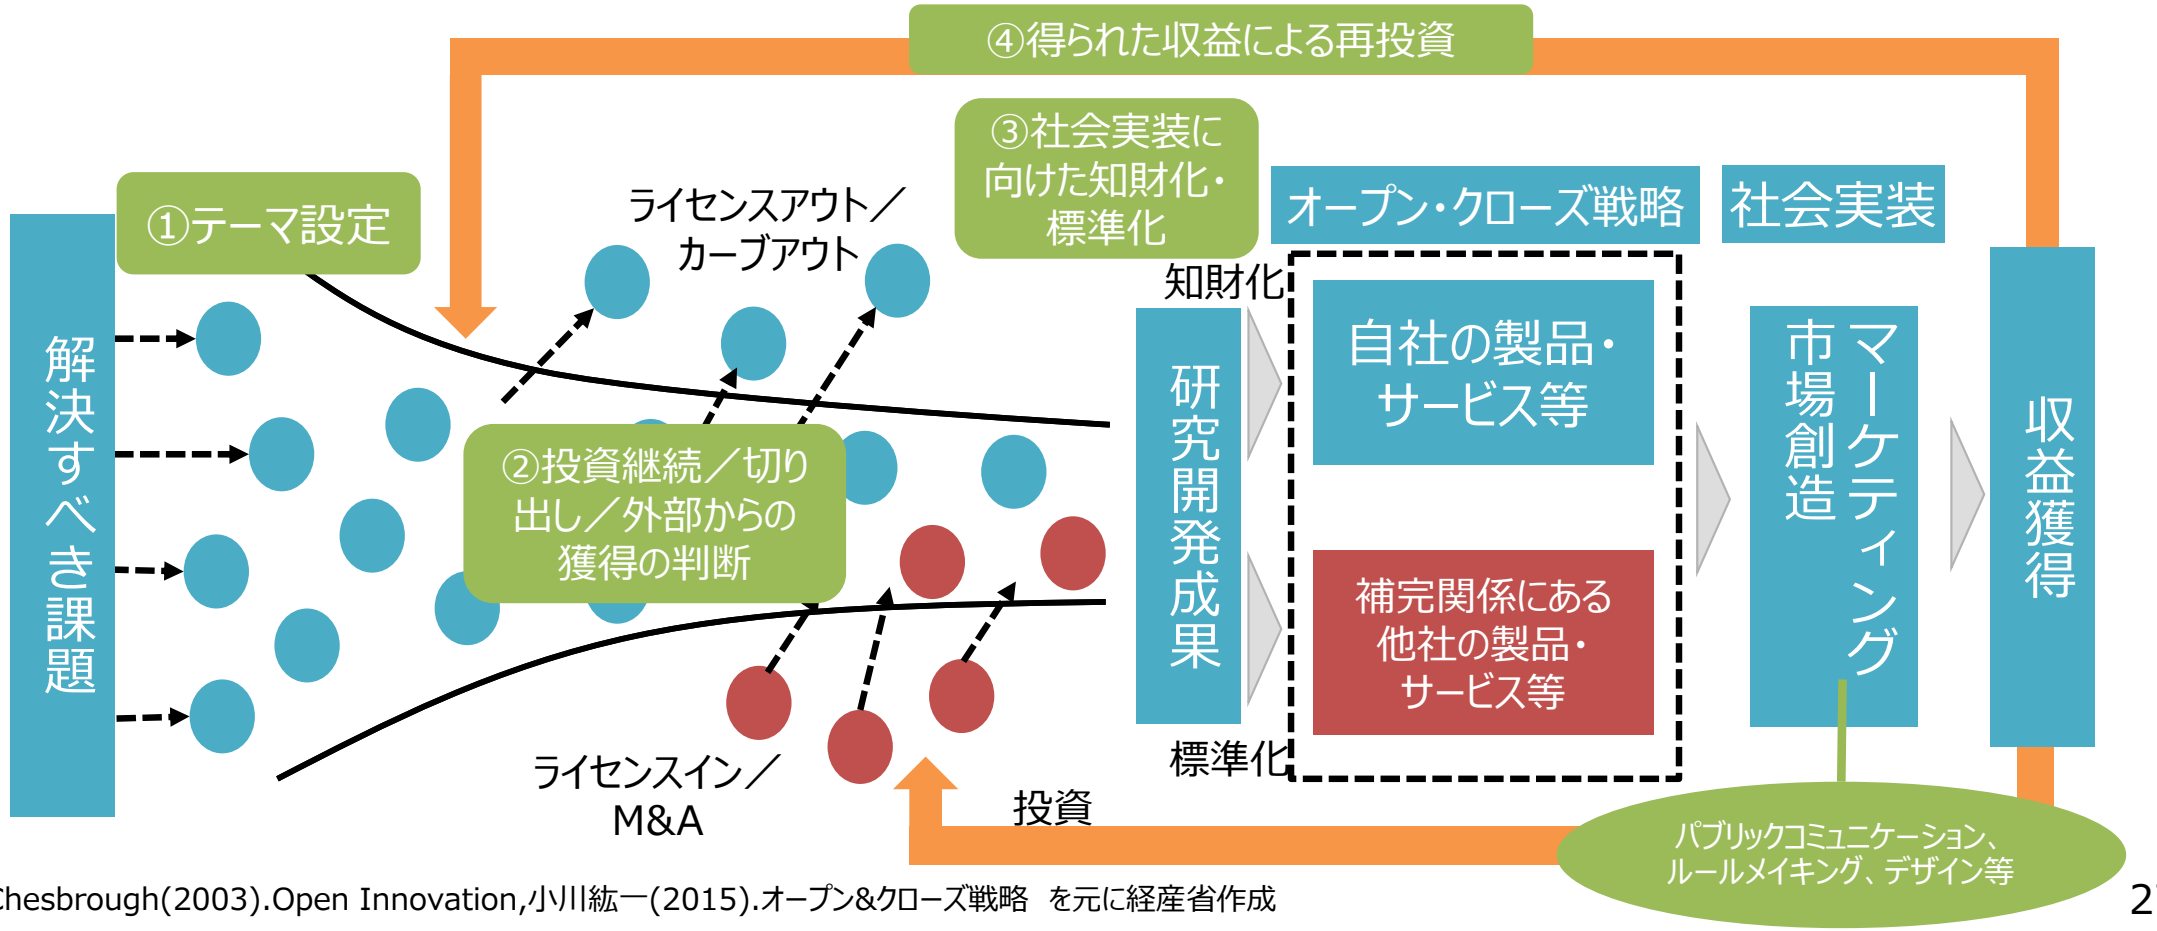 ④得られた収益による再投資
③社会実装に
向けた知財化・
標準化
①テーマ設定
ライセンスアウト／
カーブアウト
オープン・クローズ戦略
社会実装
解決すべき課題
②投資継続／切り
出し／外部からの
獲得の判断
知財化
研究開発成果
標準化
自社の製品・
サービス等
補完関係にある
他社の製品・
サービス等
マーケティング
市場創造
収益獲得
ライセンスイン／
M&A
投資
パブリックコミュニケーション、
ルールメイキング、デザイン等
Chesbrough(2003).Open Innovation,小川紘一(2015).オープン&クローズ戦略 を元に経産省作成